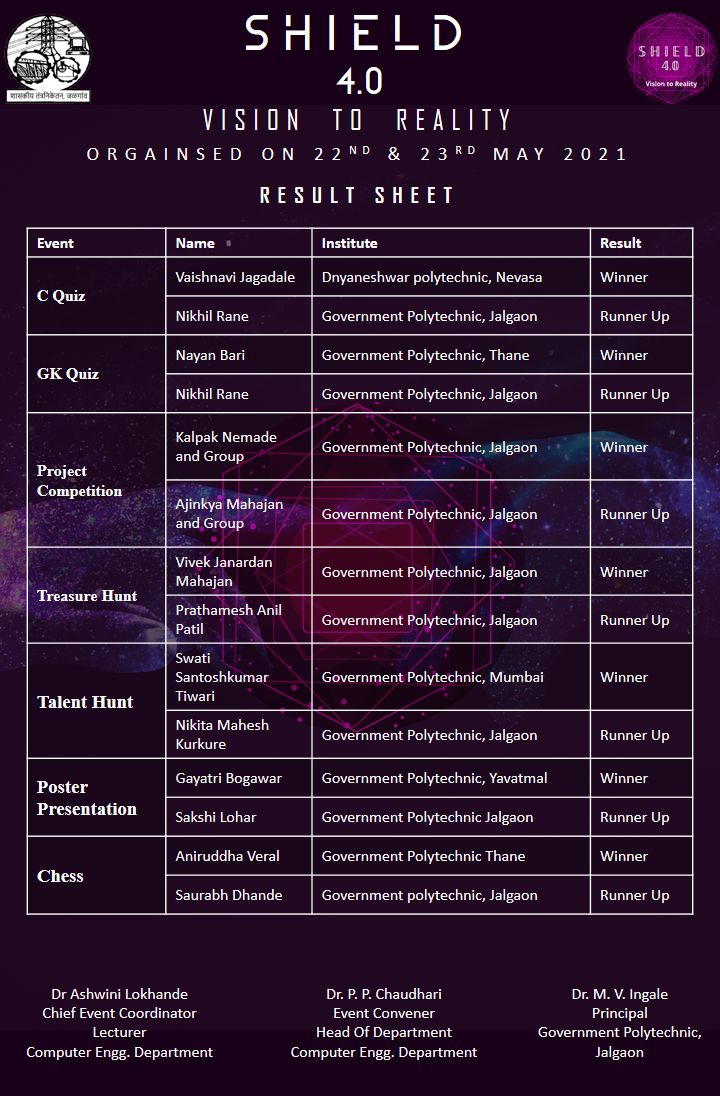 शासकीय तंत्रनिकेतन, जळगांव
SHIELD
4.0
VISION TO REALITY
ORGAINSED ON 22ND & 23RD MAY 2021
RESULT SHEET
SHIELD
4.0
Vision to Reality
Event Name Institute Result
C Quiz
Vaishnavi Jagadale Dnyaneshwar polytechnic, Nevasa Winner
Nikhil Rane Government Polytechnic, Jalgaon Runner Up
GK Quiz
Nayan Bari Government Polytechnic, Thane Winner
Nikhil Rane Government Polytechnic, Jalgaon Runner Up
Project
Competition
Kalpak Nemade
and Group
Government Polytechnic, Jalgaon Winner
Ajinkya Mahajan
and Group
Government Polytechnic, Jalgaon Runner Up
Treasure Hunt
Vivek Janardan
Mahajan
Government Polytechnic, Jalgaon Winner
Prathamesh Anil
Patil
Government Polytechnic, Jalgaon Runner Up
Talent Hunt
Swati
Santoshkumar
Tiwari
Government Polytechnic, Mumbai Winner
Nikita Mahesh
Kurkure
Government Polytechnic, Jalgaon Runner Up
Poster
Presentation
Gayatri Bogawar Government Polytechnic, Yavatmal Winner
Sakshi Lohar Government Polytechnic Jalgaon Runner Up
Chess
Aniruddha Veral Government Polytechnic Thane Winner
Saurabh Dhande Government polytechnic, Jalgaon Runner Up
Dr Ashwini Lokhande
Chief Event Coordinator
Lecturer
Computer Engg. Department
Dr. P. P. Chaudhari
Event Convener
Head Of Department
Computer Engg. Department
Dr. M. V. Ingale
Principal
Government Polytechnic,
Jalgaon